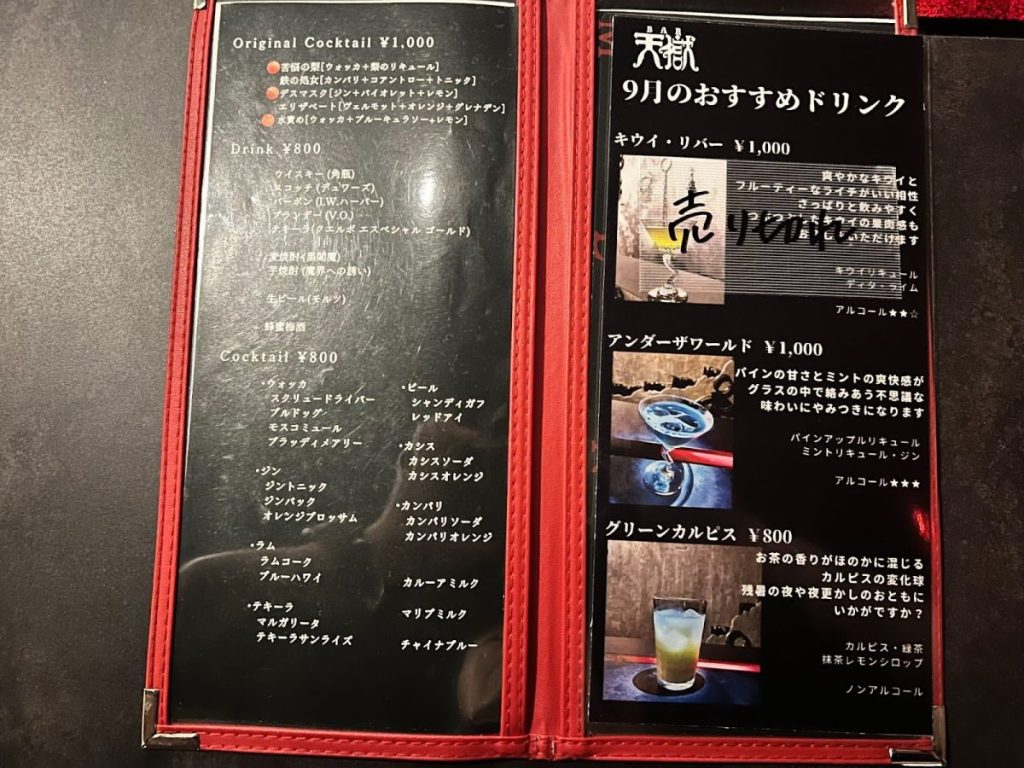 Original Cocktail ¥1,000
苦悩の梨[ウォッカ+梨のリキュール]
鉄の処女[カンパリ+コアントロー+トニック]
デスマスク[ジン+バイオレット+レモン]
エリザベート[ヴェルモット+オレンジ+グレナデン]
水責め[ウォッカ+ブルーキュラソー+レモン]
Drink ¥800
ウイスキー(角瓶)
スコッチ(デュワーズ)
バーボン(I.W.ハーパー)
ブランデー(V.O.)
テキーラ(クエルボ エスペシャル ゴールド)
麦焼酎(黒閻魔)
芋焼酎(魔界への誘い)
生ビール(モルツ)
蜂蜜梅酒
Cocktail ¥800
・ウォッカ
スクリュードライバー
ブルドッグ
モスコミュール
ブラッディメアリー
・ジン
ジントニック
ジンバック
オレンジブロッサム
・ラム
ラムコーク
ブルーハワイ
・テキーラ
マルガリータ
テキーラサンライズ
・ビール
シャンディガフ
レッドアイ
・カシス
カシスソーダ
カシスオレンジ
・カンパリ
カンパリソーダ
カンパリオレンジ
カルーアミルク
マリブミルク
チャイナブルー
BAR
天獄
9月のおすすめドリンク
キウイ・リバー ¥1,000
爽やかなキウイと
フルーティーなライチがいい相性
さっぱりと飲みやすく
キウイの果肉感も
いただけます
売り切れ
キウイリキュール
ディタ・ライム
アルコール★★☆
アンダーザワールド ¥1,000
パインの甘さとミントの爽快感が
グラスの中で絡みあう不思議な
味わいにやみつきになります
パインアップルリキュール
ミントリキュール・ジン
アルコール★★★
グリーンカルピス ¥800
お茶の香りがほのかに混じる
カルピスの変化球
残暑の夜や夜更かしのおともに
いかがですか？
カルピス・緑茶
抹茶レモンシロップ
ノンアルコール